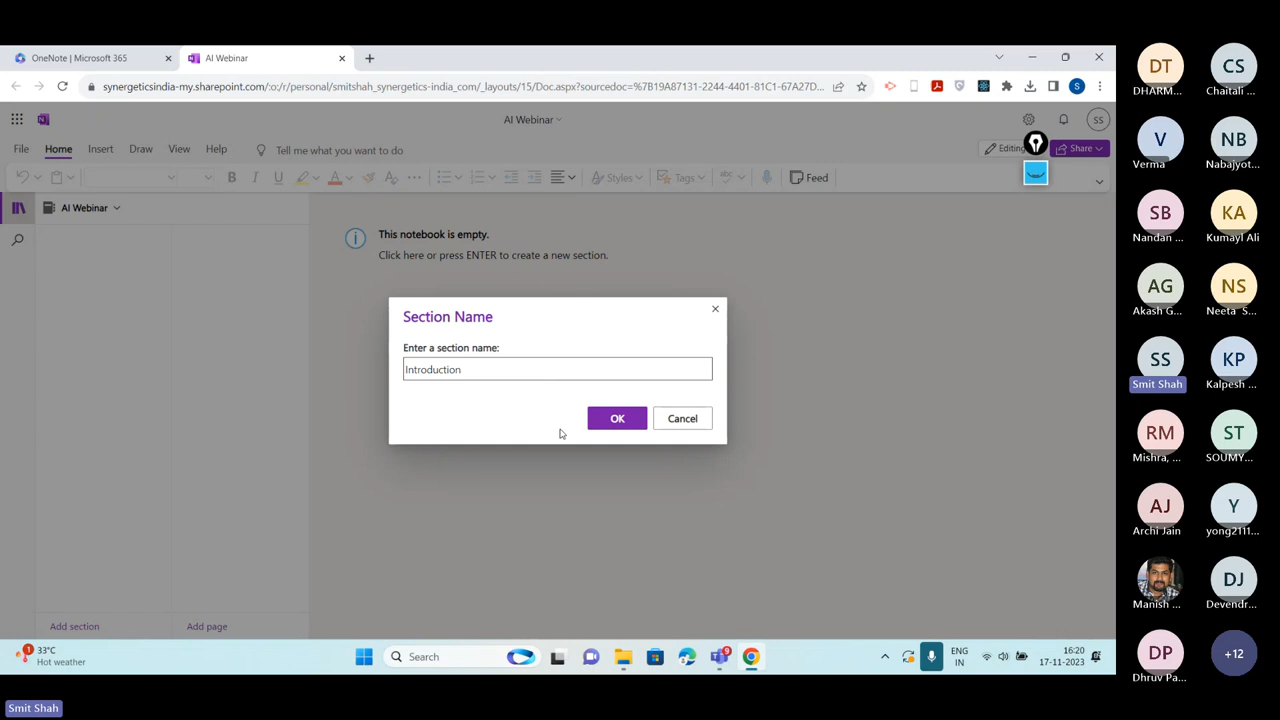 OneNote | Microsoft 365
AI Webinar
synergeticsindia-my.sharepoint.com/:o:/r/personal/smitshah_synergetics-india_com/_layouts/15/Doc.aspx?sourcedoc=%7B19A87131-2244-4401-81C1-67A27D...
S
AI Webinar
SS
File
Home
Insert
Draw
View
Help
Tell me what you want to do
Editing
Share
B
I
U
A
Styles
Tags
Feed
AI Webinar
This notebook is empty.
Click here or press ENTER to create a new section.
Section Name
Enter a section name:
Introduction
OK
Cancel
Add section
Add page
1
33°C
Hot weather
Search
9
ENG
IN
16:20
17-11-2023
DT
DHARM...
CS
Chaitali ...
V
Verma
NB
Nabajyot...
SB
Nandan ...
KA
Kumayl Ali
AG
Akash G...
NS
Neeta S...
SS
Smit Shah
KP
Kalpesh ...
RM
Mishra, ...
ST
SOUMY...
AJ
Archi Jain
Y
yong2111...
Manish ...
DJ
Devendr...
DP
Dhruv Pa...
+12
Smit Shah